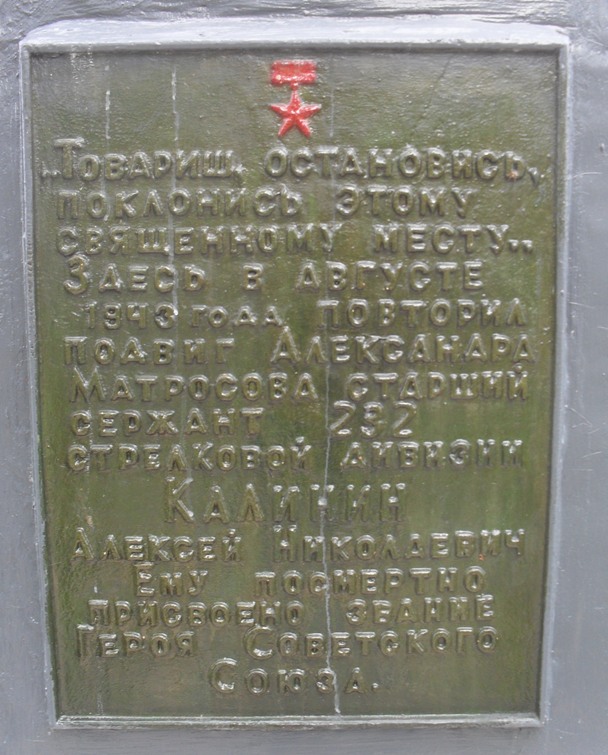 Товарищ, остановись,
поклонись этому
священному месту..
Здесь в августе
1943 года повторил
подвиг Александра
Матросова старший
сержант 232
стрелковой дивизии
Калинин
Алексей Николаевич
Ему посмертно
присвоено звание
Героя Советского
Союза.